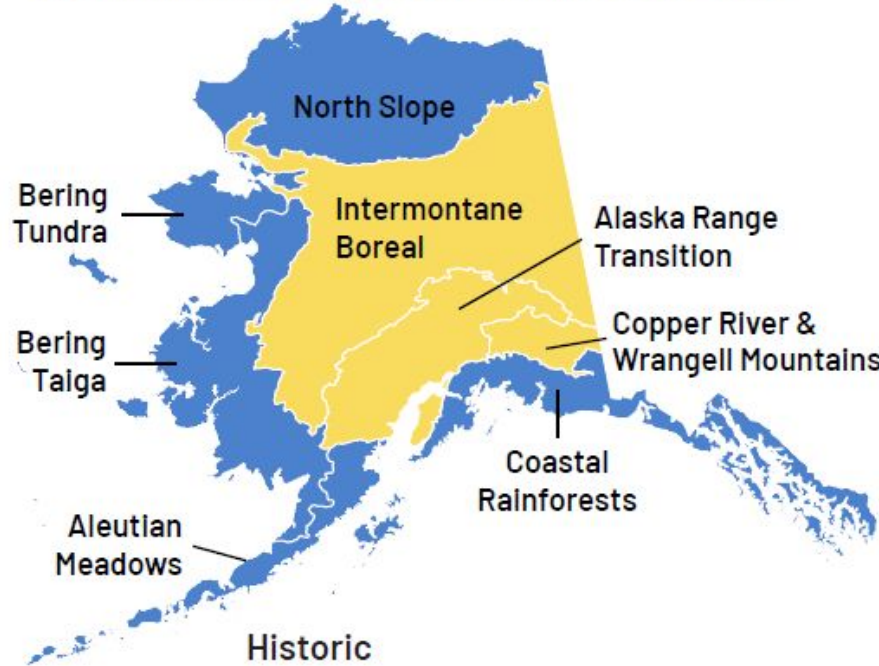 North Slope
Bering
Tundra
Intermontane
Boreal
Alaska Range
Transition
Bering
Taiga
Copper River &
Wrangell Mountains
Coastal
Rainforests
Aleutian
Meadows
Historic